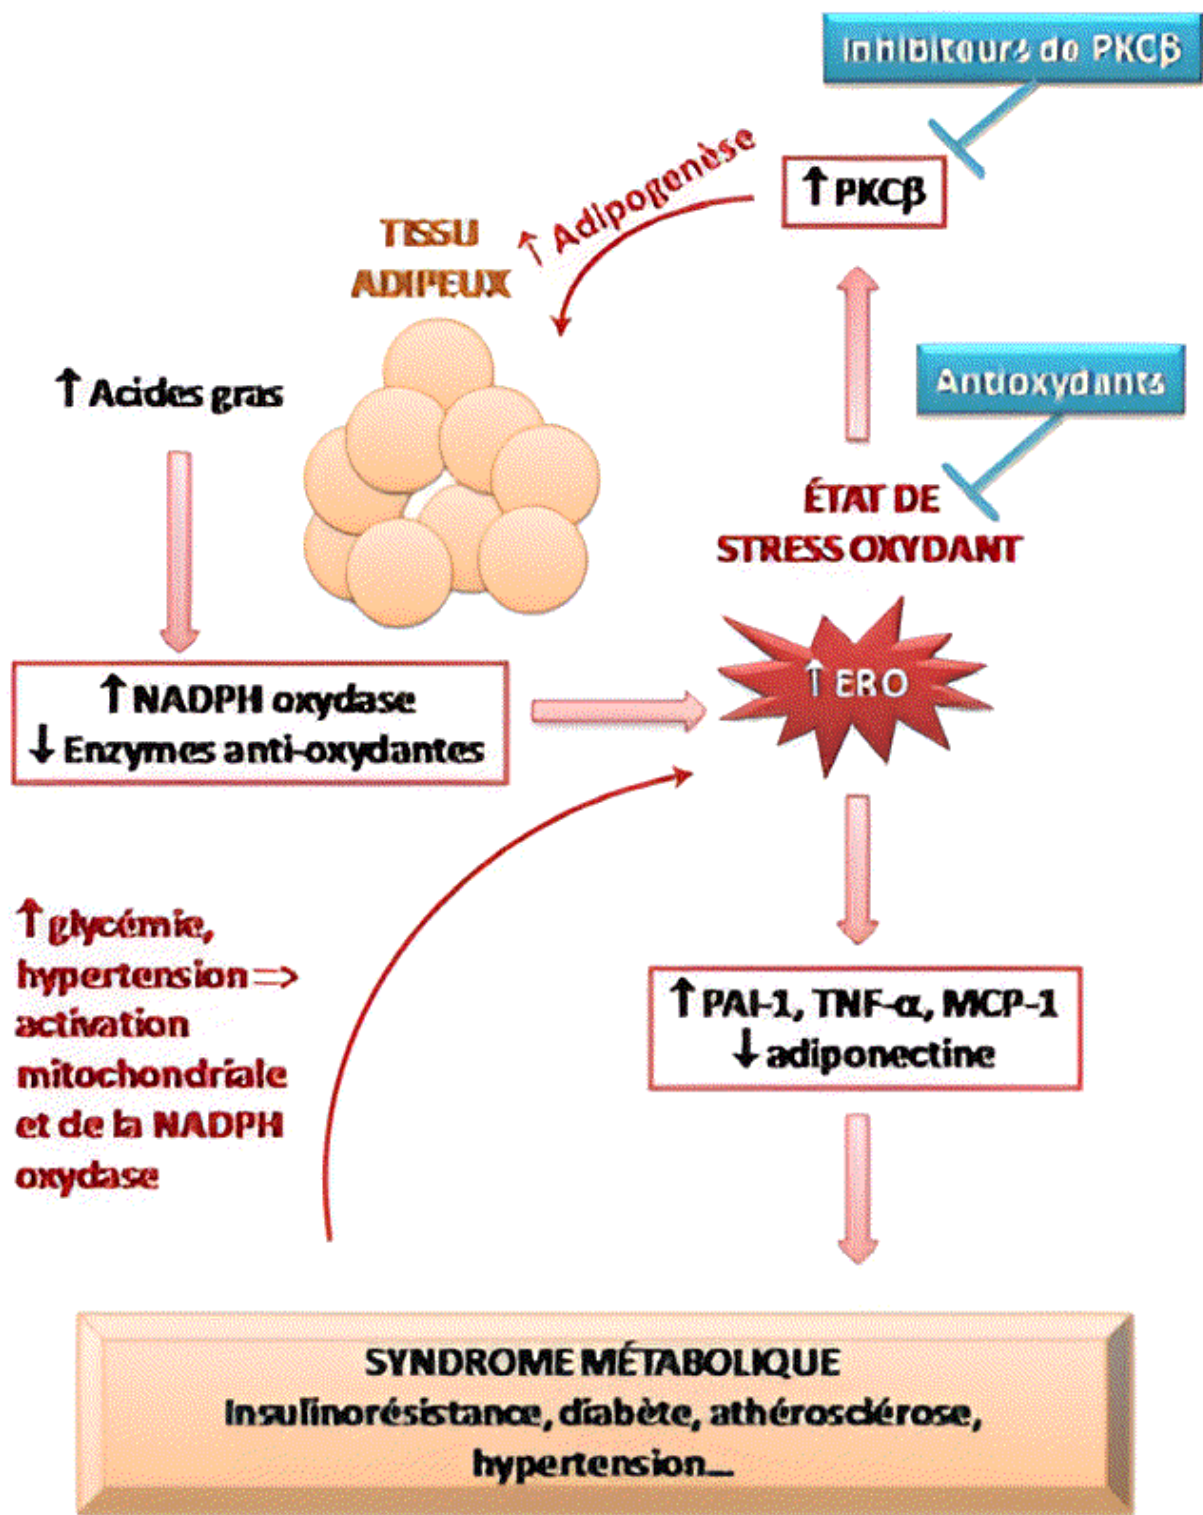 Inhibiteurs de PKCβ
↑ PKCβ
↑ Adipogenèse
TISSU
ADIPEUX
↑ Acides gras
Antioxydants
ÉTAT DE
STRESS OXYDANT
↑ NADPH oxydase
↓ Enzymes anti-oxydantes
↑ ERO
↑ glycémie,
hypertension =>
activation
mitochondriale
et de la NADPH
oxydase
↑ PAI-1, TNF-α, MCP-1
↓ adiponectine
SYNDROME MÉTABOLIQUE
Insulinorésistance, diabète, athérosclérose,
hypertension...